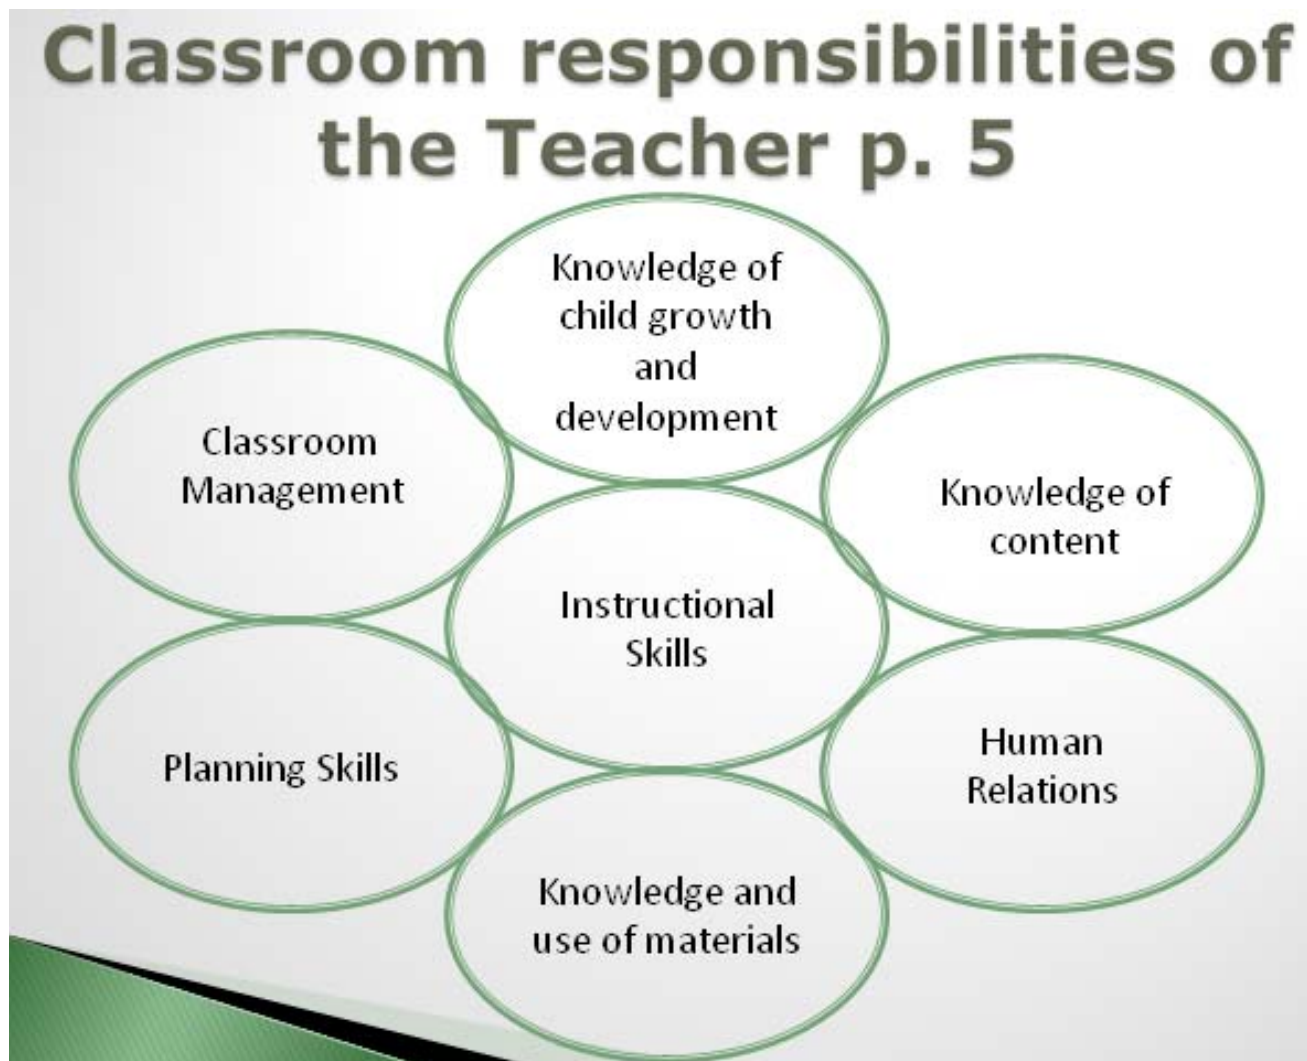 Classroom responsibilities of
the Teacher p. 5
Knowledge of
child growth
and
development
Classroom
Management
Knowledge of
content
Instructional
Skills
Planning Skills
Human
Relations
Knowledge and
use of materials